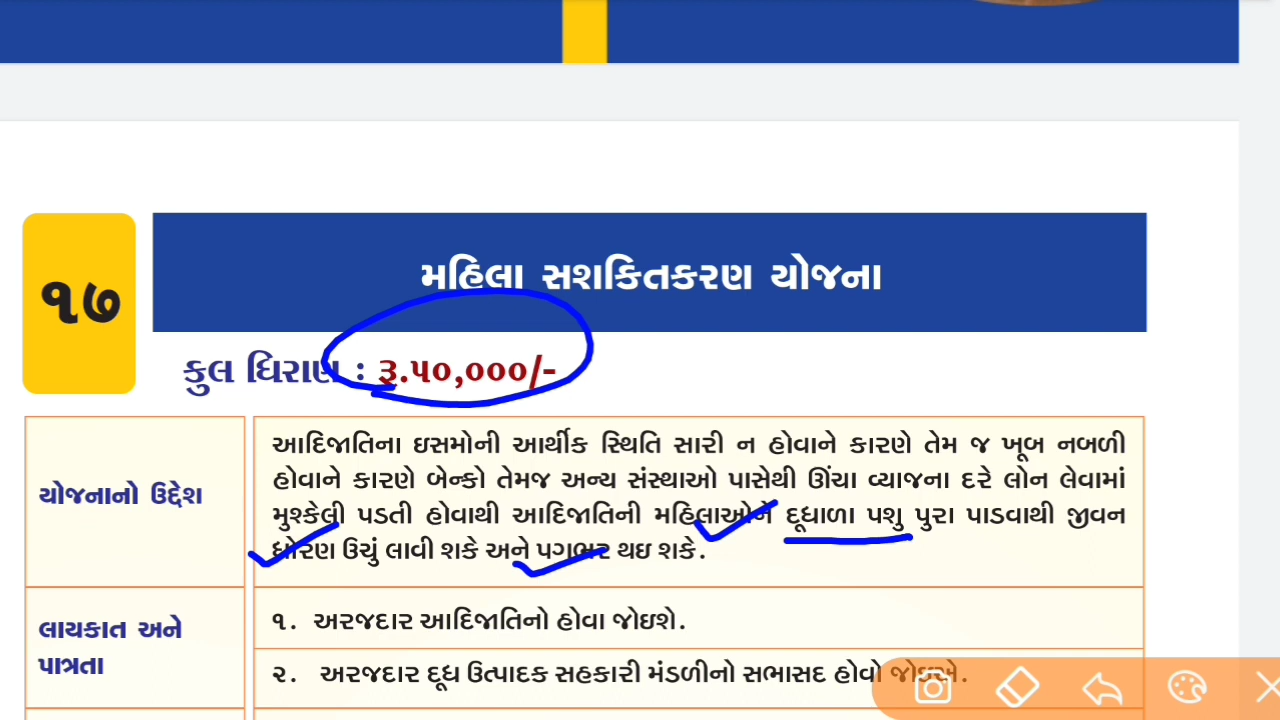 ૧૭
મહિલા સશકિતકરણ યોજના
કુલ ધિરાણ : રૂ.૫૦,૦૦૦/-
યોજનાનો ઉદ્દેશ
આદિજાતિના ઇસમોની આર્થીક સ્થિતિ સારી ન હોવાને કારણે તેમ જ ખૂબ નબળી
હોવાને કારણે બેન્કો તેમજ અન્ય સંસ્થાઓ પાસેથી ઊંચા વ્યાજના દરે લોન લેવામાં
મુશ્કેલી પડતી હોવાથી આદિજાતિની મહિલાઓને દૂધાળા પશુ પુરા પાડવાથી જીવન
ધોરણ ઉચું લાવી શકે અને પગભર થઇ શકે.
લાયકાત અને
પાત્રતા
૧. અરજદાર આદિજાતિનો હોવા જોઇશે.
૨. અરજદાર દૂધ ઉત્પાદક સહકારી મંડળીનો સભાસદ હોવો જોઇએ.